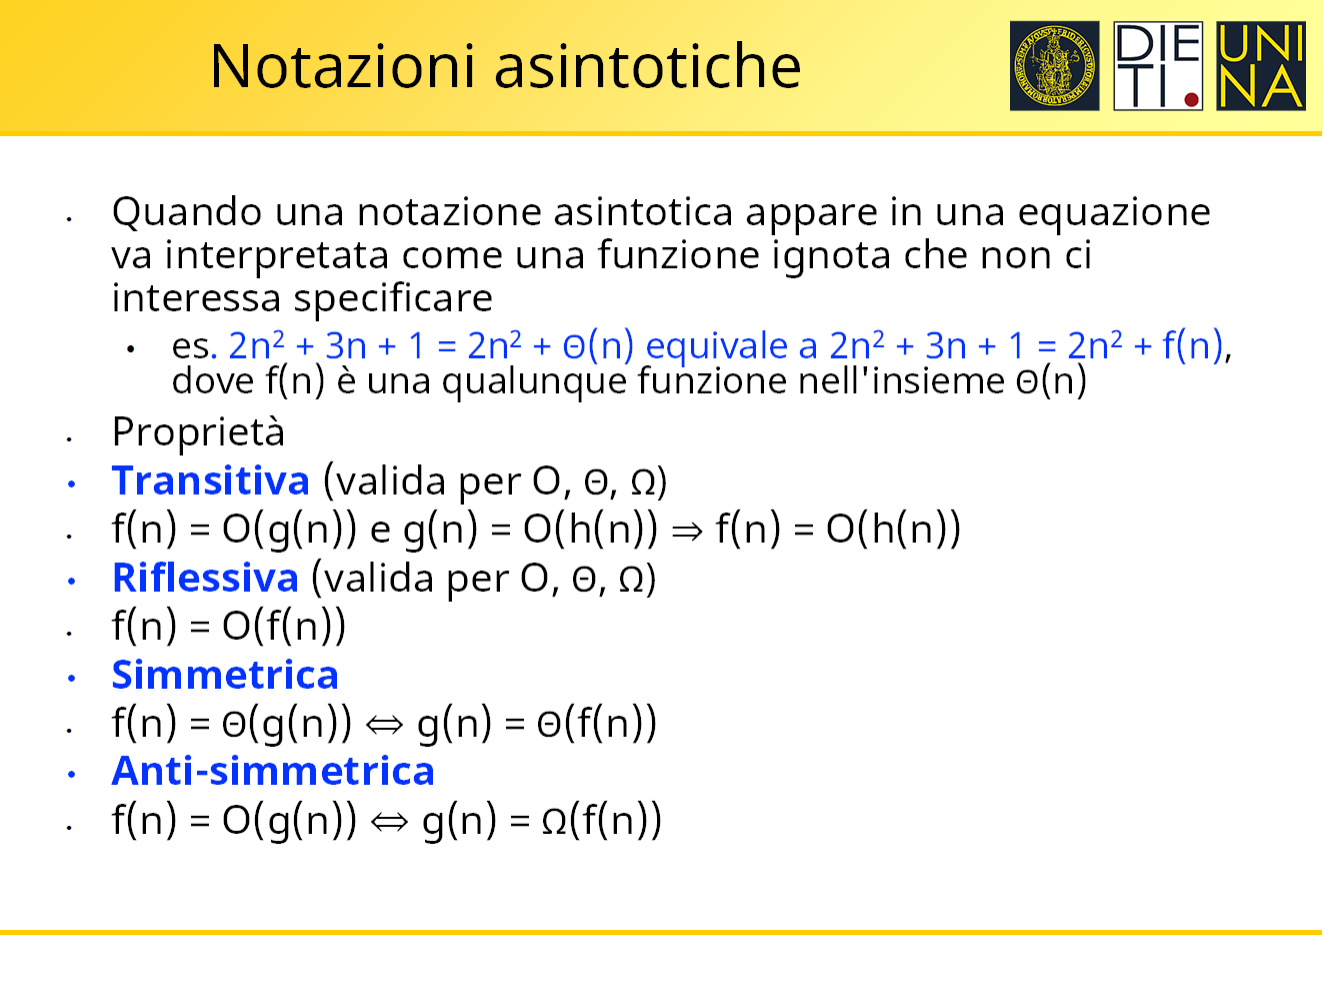 Notazioni asintotiche
DIE
TI.
UNI
NA
• Quando una notazione asintotica appare in una equazione
va interpretata come una funzione ignota che non ci
interessa specificare
• es. 2n² + 3n + 1 = 2n² + Θ(n) equivale a 2n² + 3n + 1 = 2n² + f(n),
dove f(n) è una qualunque funzione nell'insieme Θ(n)
• Proprietà
• Transitiva (valida per O, Θ, Ω)
• f(n) = O(g(n)) e g(n) = O(h(n)) ⇒ f(n) = O(h(n))
• Riflessiva (valida per O, Θ, Ω)
• f(n) = O(f(n))
• Simmetrica
• f(n) = Θ(g(n)) ⇔ g(n) = Θ(f(n))
• Anti-simmetrica
• f(n) = O(g(n)) ⇔ g(n) = Ω(f(n))